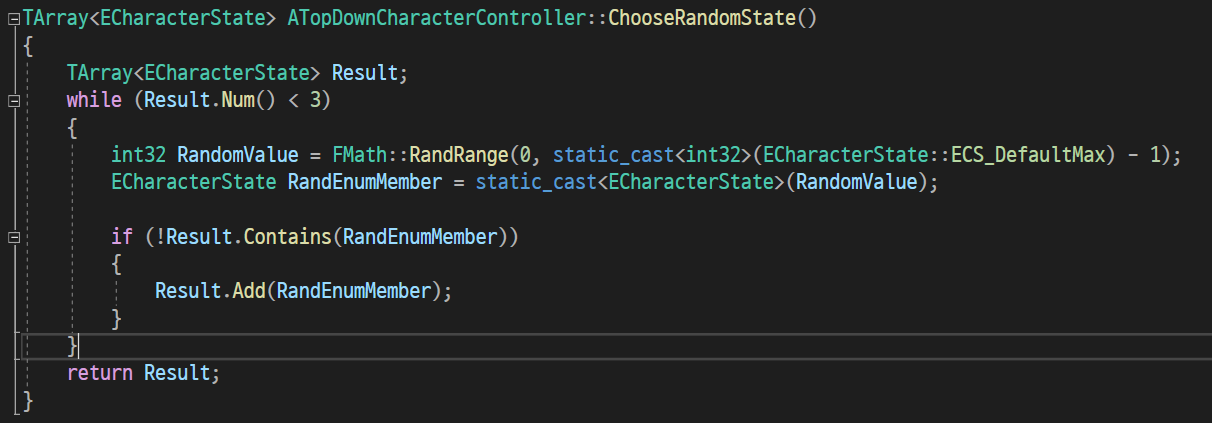 TArray<ECharacterState> ATopDownCharacterController::ChooseRandomState()
{
    TArray<ECharacterState> Result;
    while (Result.Num() < 3)
    {
        int32 RandomValue = FMath::RandRange(0, static_cast<int32>(ECharacterState::ECS_DefaultMax) - 1);
        ECharacterState RandEnumMember = static_cast<ECharacterState>(RandomValue);

        if (!Result.Contains(RandEnumMember))
        {
            Result.Add(RandEnumMember);
        }
    }
    return Result;
}